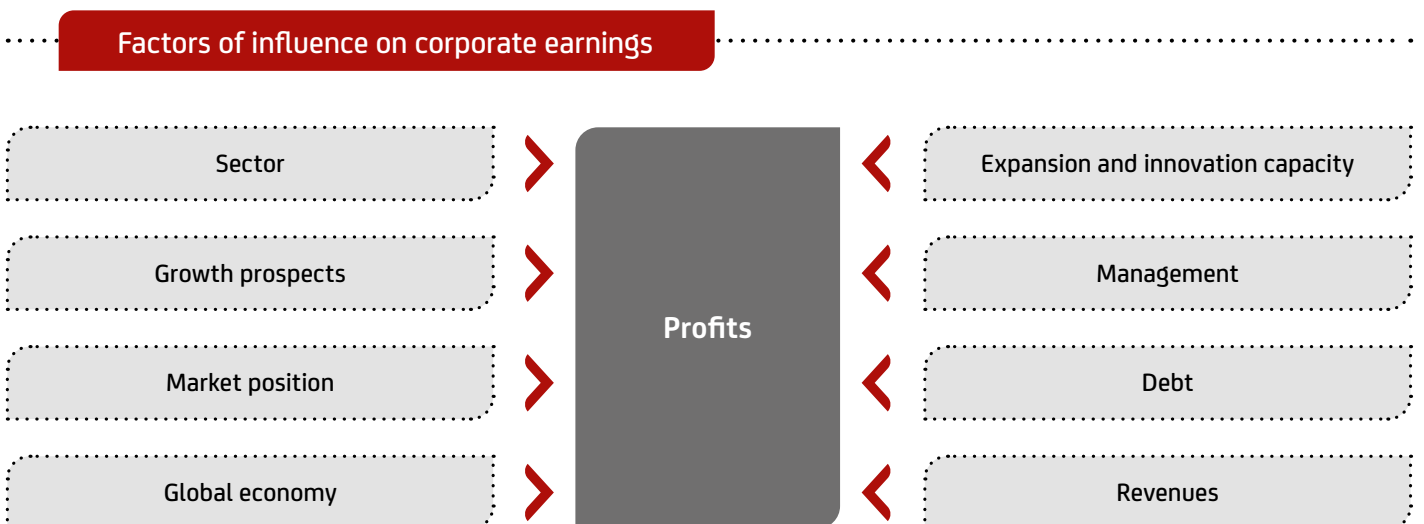 Factors of influence on corporate earnings
Sector
Growth prospects
Market position
Global economy
Profits
Expansion and innovation capacity
Management
Debt
Revenues